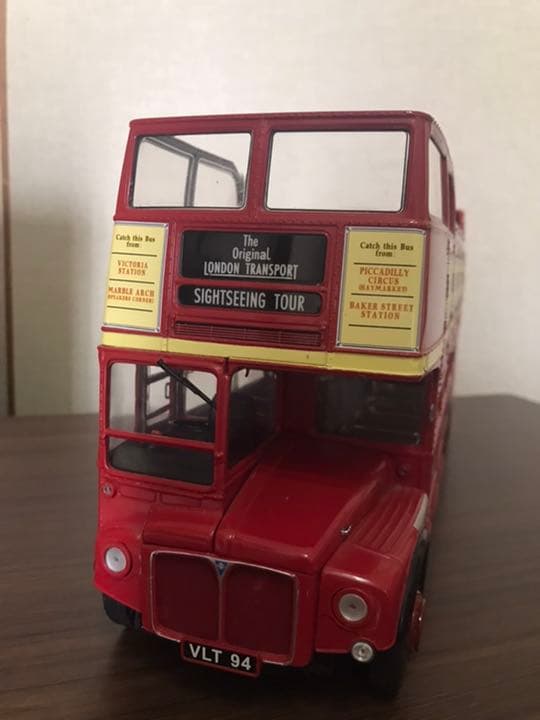 Catch this Bus
from:
VICTORIA
STATION
MARBLE ARCH
(SPEAKERS CORNER)
The
Original
LONDON TRANSPORT
SIGHTSEEING TOUR
Catch this Bus
from:
PICCADILLY
CIRCUS
(HAYMARKET)
BAKER STREET
STATION
VLT 94